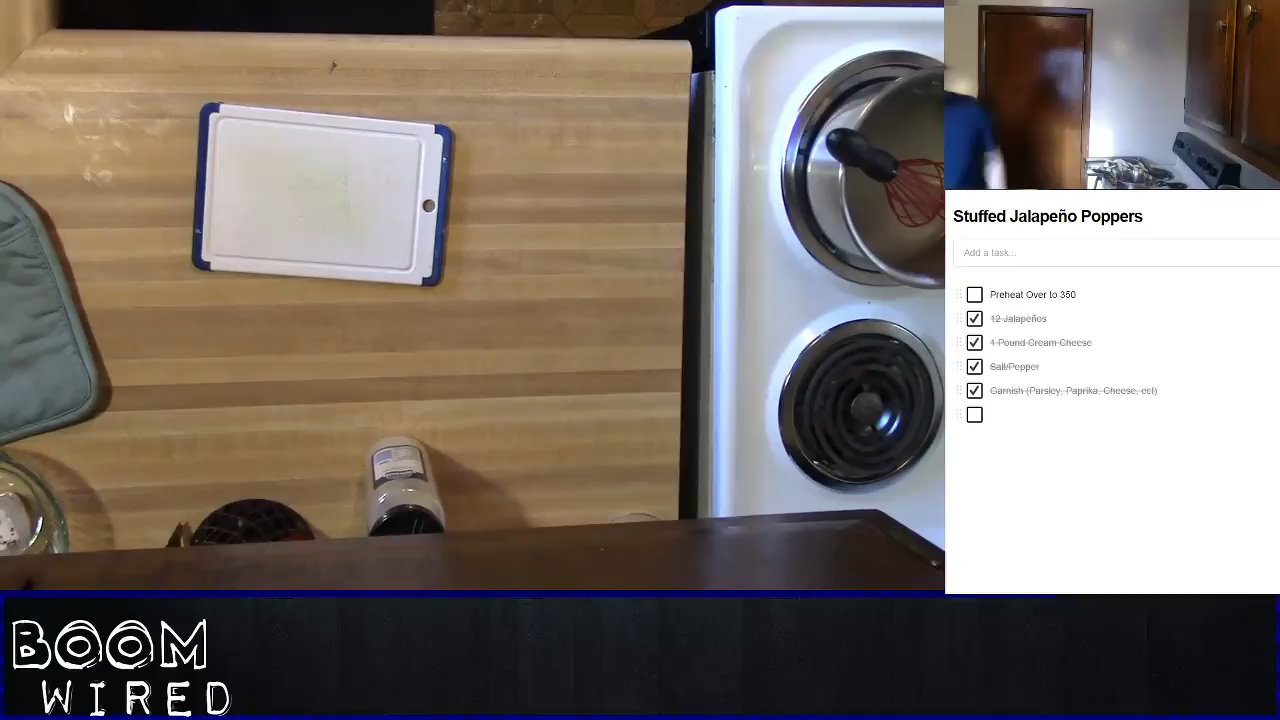 Stuffed Jalapeño Poppers
Add a task...
Preheat Over to 350
12 Jalapeños
1 Pound Cream Cheese
Salt/Pepper
Garnish (Parsley, Paprika, Cheese, ect)
BOOM
WIRED